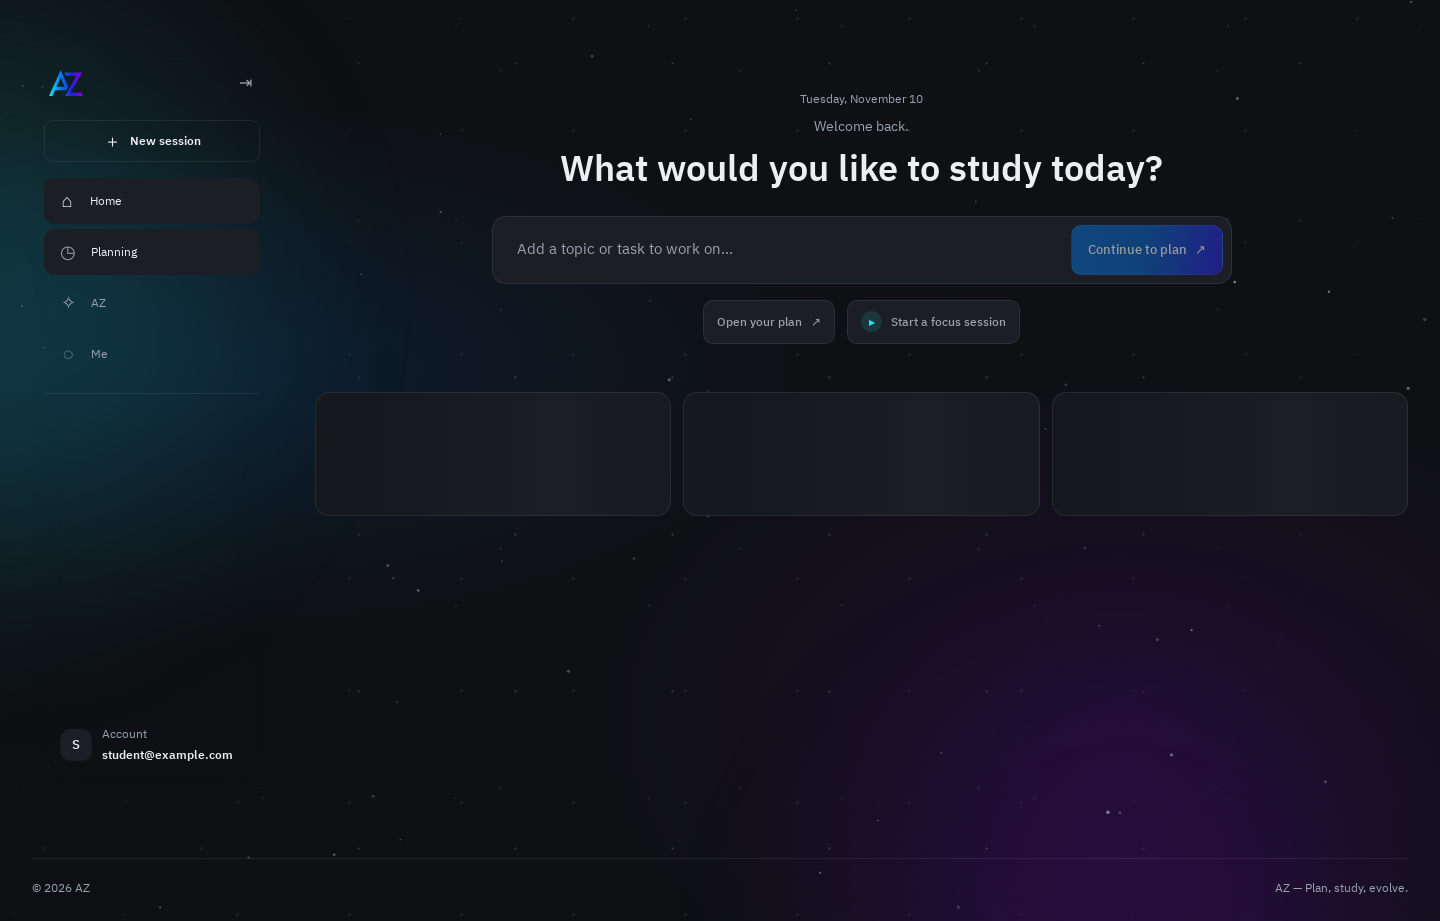 AZ
New session
Home
Planning
AZ
Me
Account
S
student@example.com
Tuesday, November 10
Welcome back.
What would you like to study today?
Add a topic or task to work on...
Continue to plan ↗
Open your plan ↗
Start a focus session
© 2026 AZ
AZ — Plan, study, evolve.